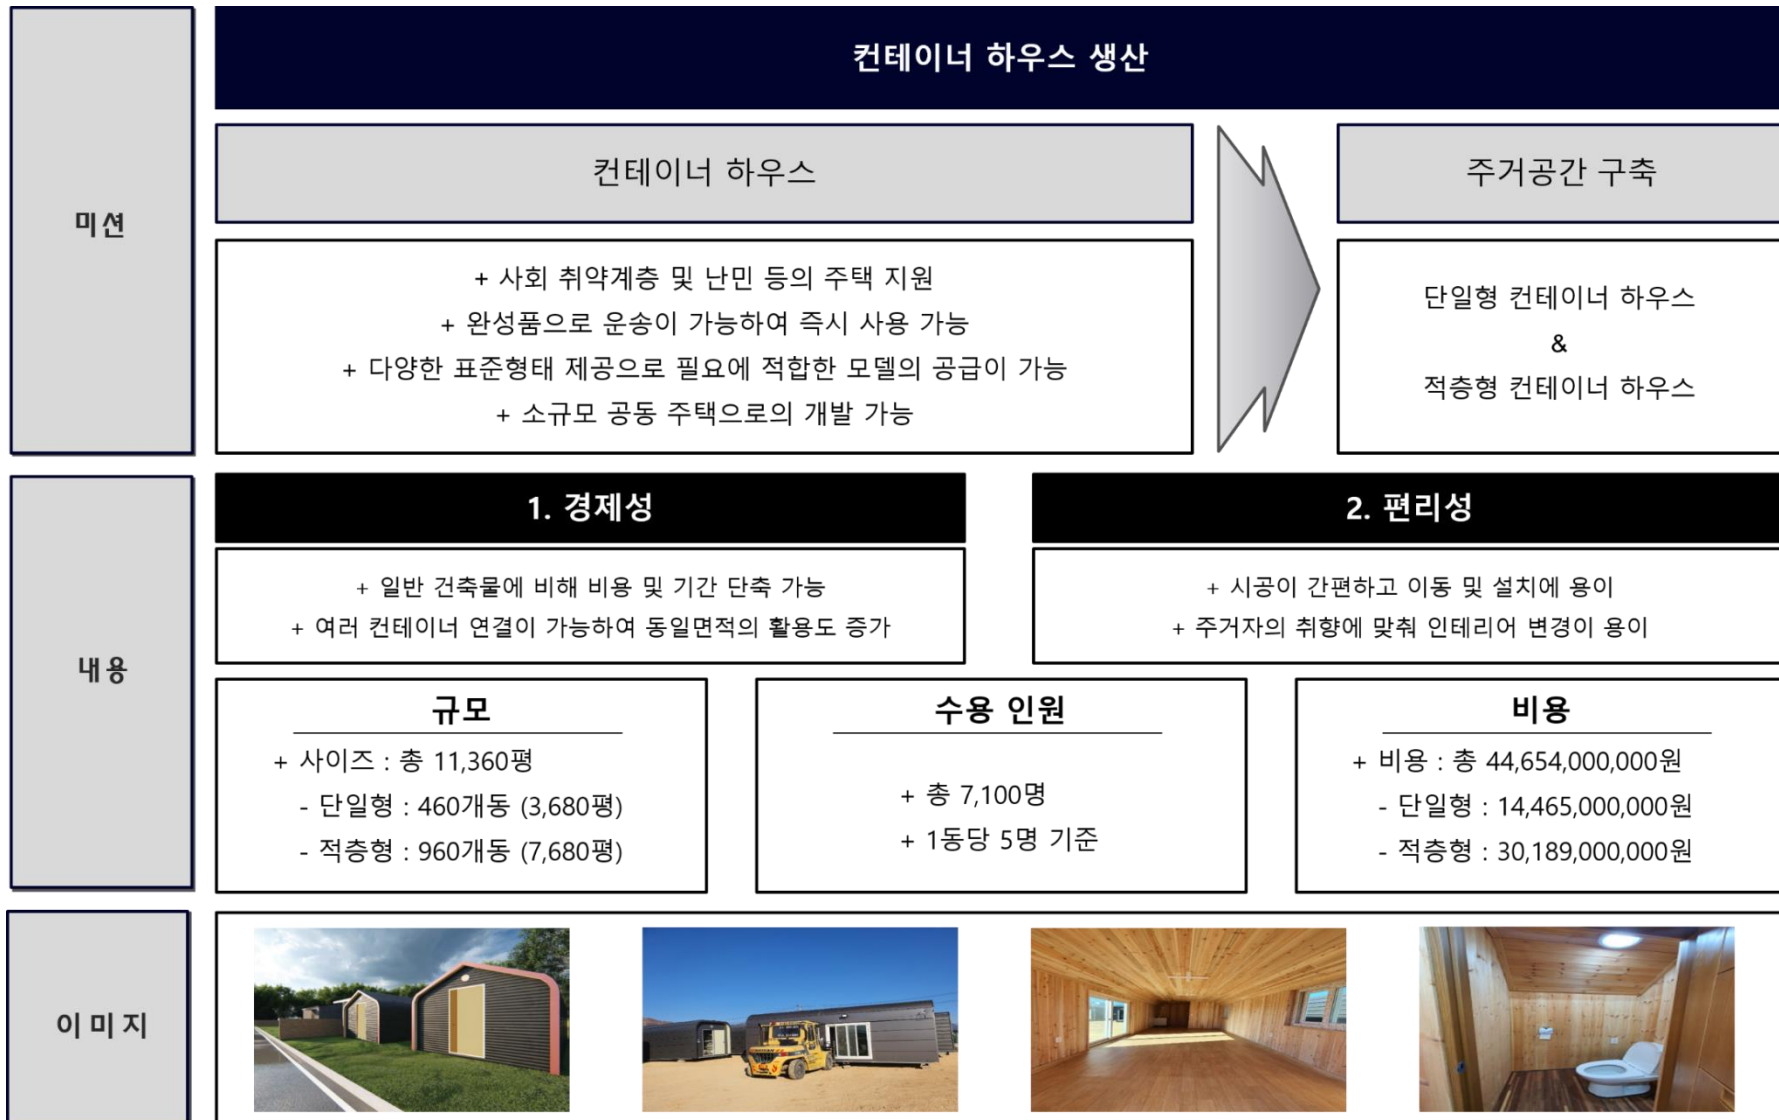 미션
컨테이너 하우스 생산
컨테이너 하우스
주거공간 구축
+ 사회 취약계층 및 난민 등의 주택 지원
+ 완성품으로 운송이 가능하여 즉시 사용 가능
+ 다양한 표준형태 제공으로 필요에 적합한 모델의 공급이 가능
+ 소규모 공동 주택으로의 개발 가능
단일형 컨테이너 하우스
&
적층형 컨테이너 하우스
내용
1. 경제성
2. 편리성
+ 일반 건축물에 비해 비용 및 기간 단축 가능
+ 여러 컨테이너 연결이 가능하여 동일면적의 활용도 증가
+ 시공이 간편하고 이동 및 설치에 용이
+ 주거자의 취향에 맞춰 인테리어 변경이 용이
규모
+ 사이즈 : 총 11,360평
- 단일형 : 460개동 (3,680평)
- 적층형 : 960개동 (7,680평)
수용 인원
+ 총 7,100명
+ 1동당 5명 기준
비용
+ 비용 : 총 44,654,000,000원
- 단일형 : 14,465,000,000원
- 적층형 : 30,189,000,000원
이미지